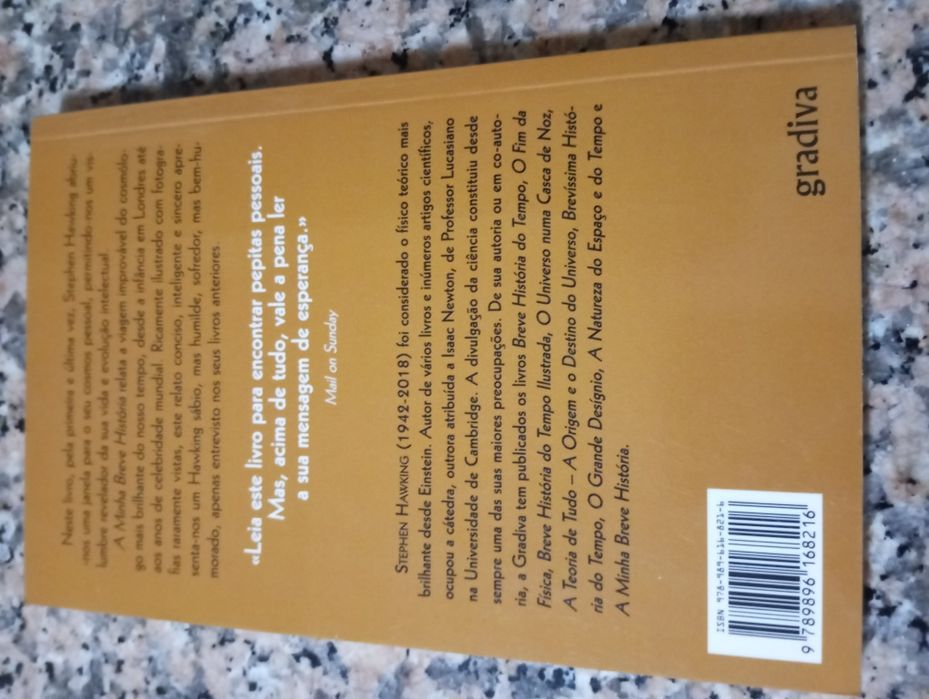 Neste livro, pela primeira e última vez, Stephen Hawking abriu-
-nos uma janela para o seu cosmos pessoal, permitindo-nos um vis-
lumbre revelador da sua vida e evolução intelectual.
A Minha Breve História relata a viagem improvável do cosmólo-
go mais brilhante do nosso tempo, desde a infância em Londres até
aos anos de celebridade mundial. Ricamente ilustrado com fotogra-
fias raramente vistas, este relato conciso, inteligente e sincero apre-
senta-nos um Hawking sábio, mas humilde, sofredor, mas bem-hu-
morado, apenas entrevisto nos seus livros anteriores.
«Leia este livro para encontrar pepitas pessoais.
Mas, acima de tudo, vale a pena ler
a sua mensagem de esperança.»
Mail on Sunday
STEPHEN HAWKING (1942-2018) foi considerado o físico teórico mais
brilhante desde Einstein. Autor de vários livros e inúmeros artigos científicos,
ocupou a cátedra, outrora atribuída a Isaac Newton, de Professor Lucasiano
na Universidade de Cambridge. A divulgação da ciência constituiu desde
sempre uma das suas maiores preocupações. De sua autoria ou em co-auto-
ria, a Gradiva tem publicados os livros Breve História do Tempo, O Fim da
Física, Breve História do Tempo Ilustrada, O Universo numa Casca de Noz,
A Teoria de Tudo – A Origem e o Destino do Universo, Brevíssima Histó-
ria do Tempo, O Grande Desígnio, A Natureza do Espaço e do Tempo e
A Minha Breve História.
ISBN 978-989-616-821-6
9 789896 168216
gradiva